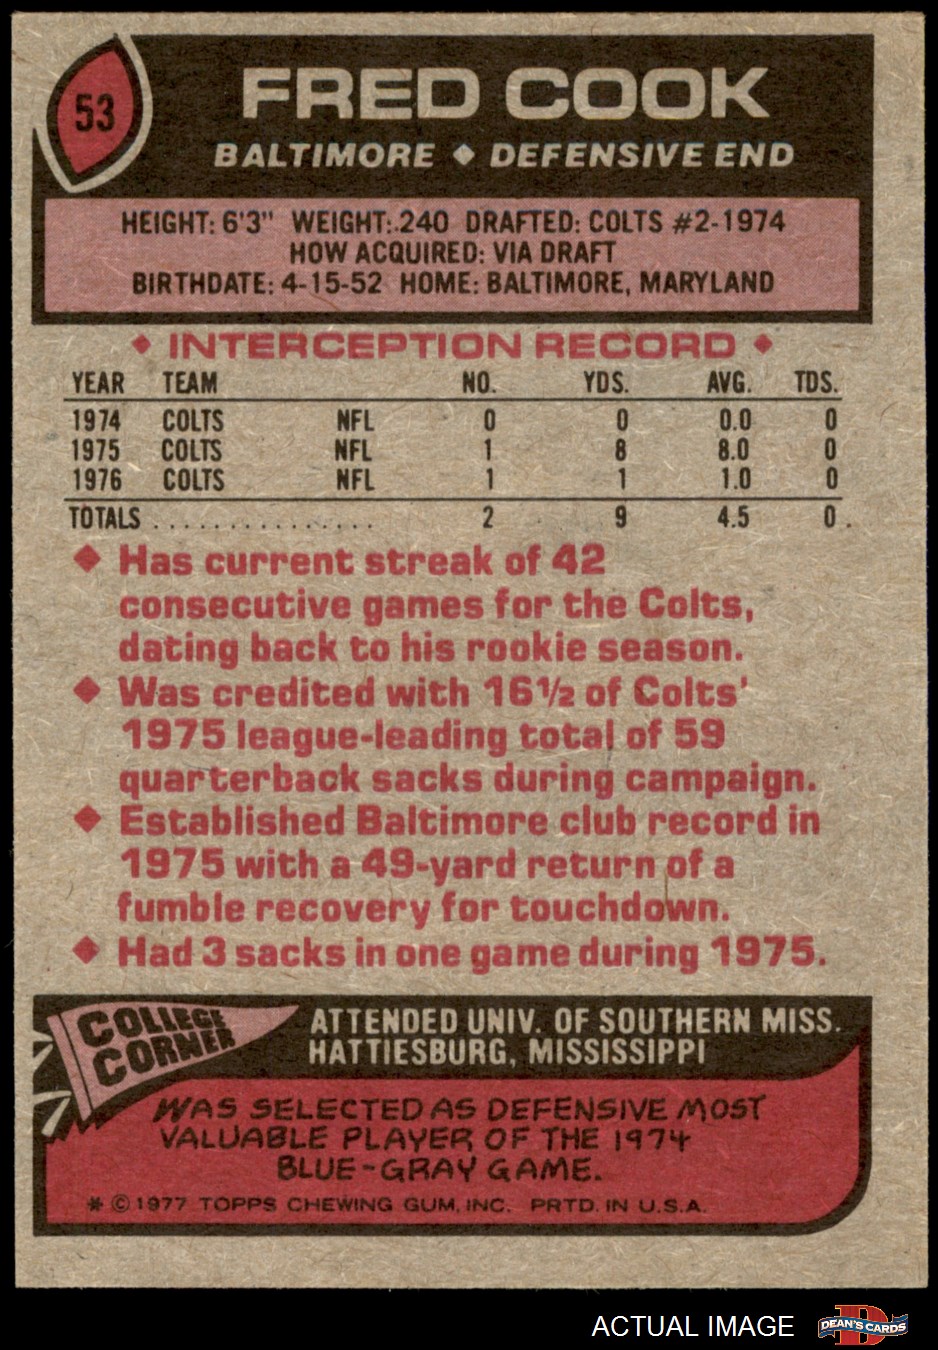 53
FRED COOK
BALTIMORE ◆ DEFENSIVE END
HEIGHT: 6'3" WEIGHT: 240 DRAFTED: COLTS #2-1974
HOW ACQUIRED: VIA DRAFT
BIRTHDATE: 4-15-52 HOME: BALTIMORE, MARYLAND
◆ INTERCEPTION RECORD ◆
YEAR TEAM NO. YDS. AVG. TDS.
1974 COLTS NFL 0 0 0.0 0
1975 COLTS NFL 1 8 8.0 0
1976 COLTS NFL 1 1 1.0 0
TOTALS ................ 2 9 4.5 0.
◆ Has current streak of 42
consecutive games for the Colts,
dating back to his rookie season.
◆ Was credited with 16½ of Colts'
1975 league-leading total of 59
quarterback sacks during campaign.
◆ Established Baltimore club record in
1975 with a 49-yard return of a
fumble recovery for touchdown.
◆ Had 3 sacks in one game during 1975.
COLLEGE
CORNER
ATTENDED UNIV. OF SOUTHERN MISS.
HATTIESBURG, MISSISSIPPI
WAS SELECTED AS DEFENSIVE MOST
VALUABLE PLAYER OF THE 1974
BLUE-GRAY GAME.
* © 1977 TOPPS CHEWING GUM, INC. PRTD. IN U.S.A.
ACTUAL IMAGE
DEAN'S CARDS